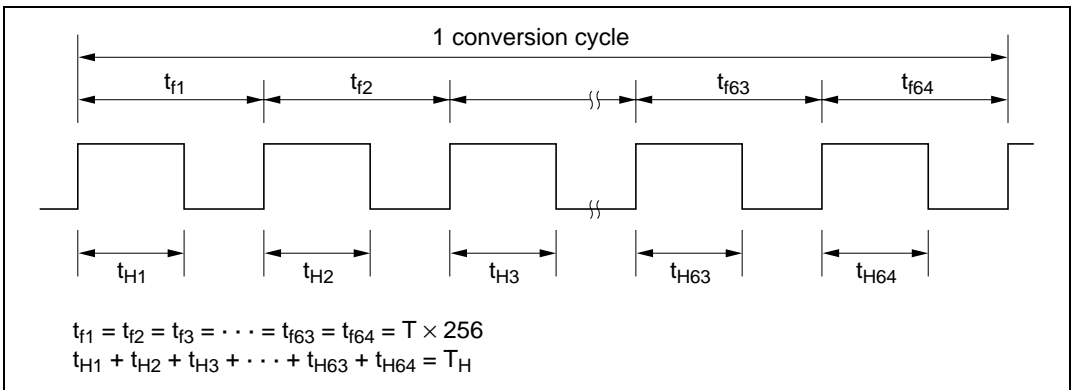 1 conversion cycle
tf1 tf2 tf63 tf64
tH1 tH2 tH3 tH63 tH64
tf1 = tf2 = tf3 = · · · = tf63 = tf64 = T × 256
tH1 + tH2 + tH3 + · · · + tH63 + tH64 = TH